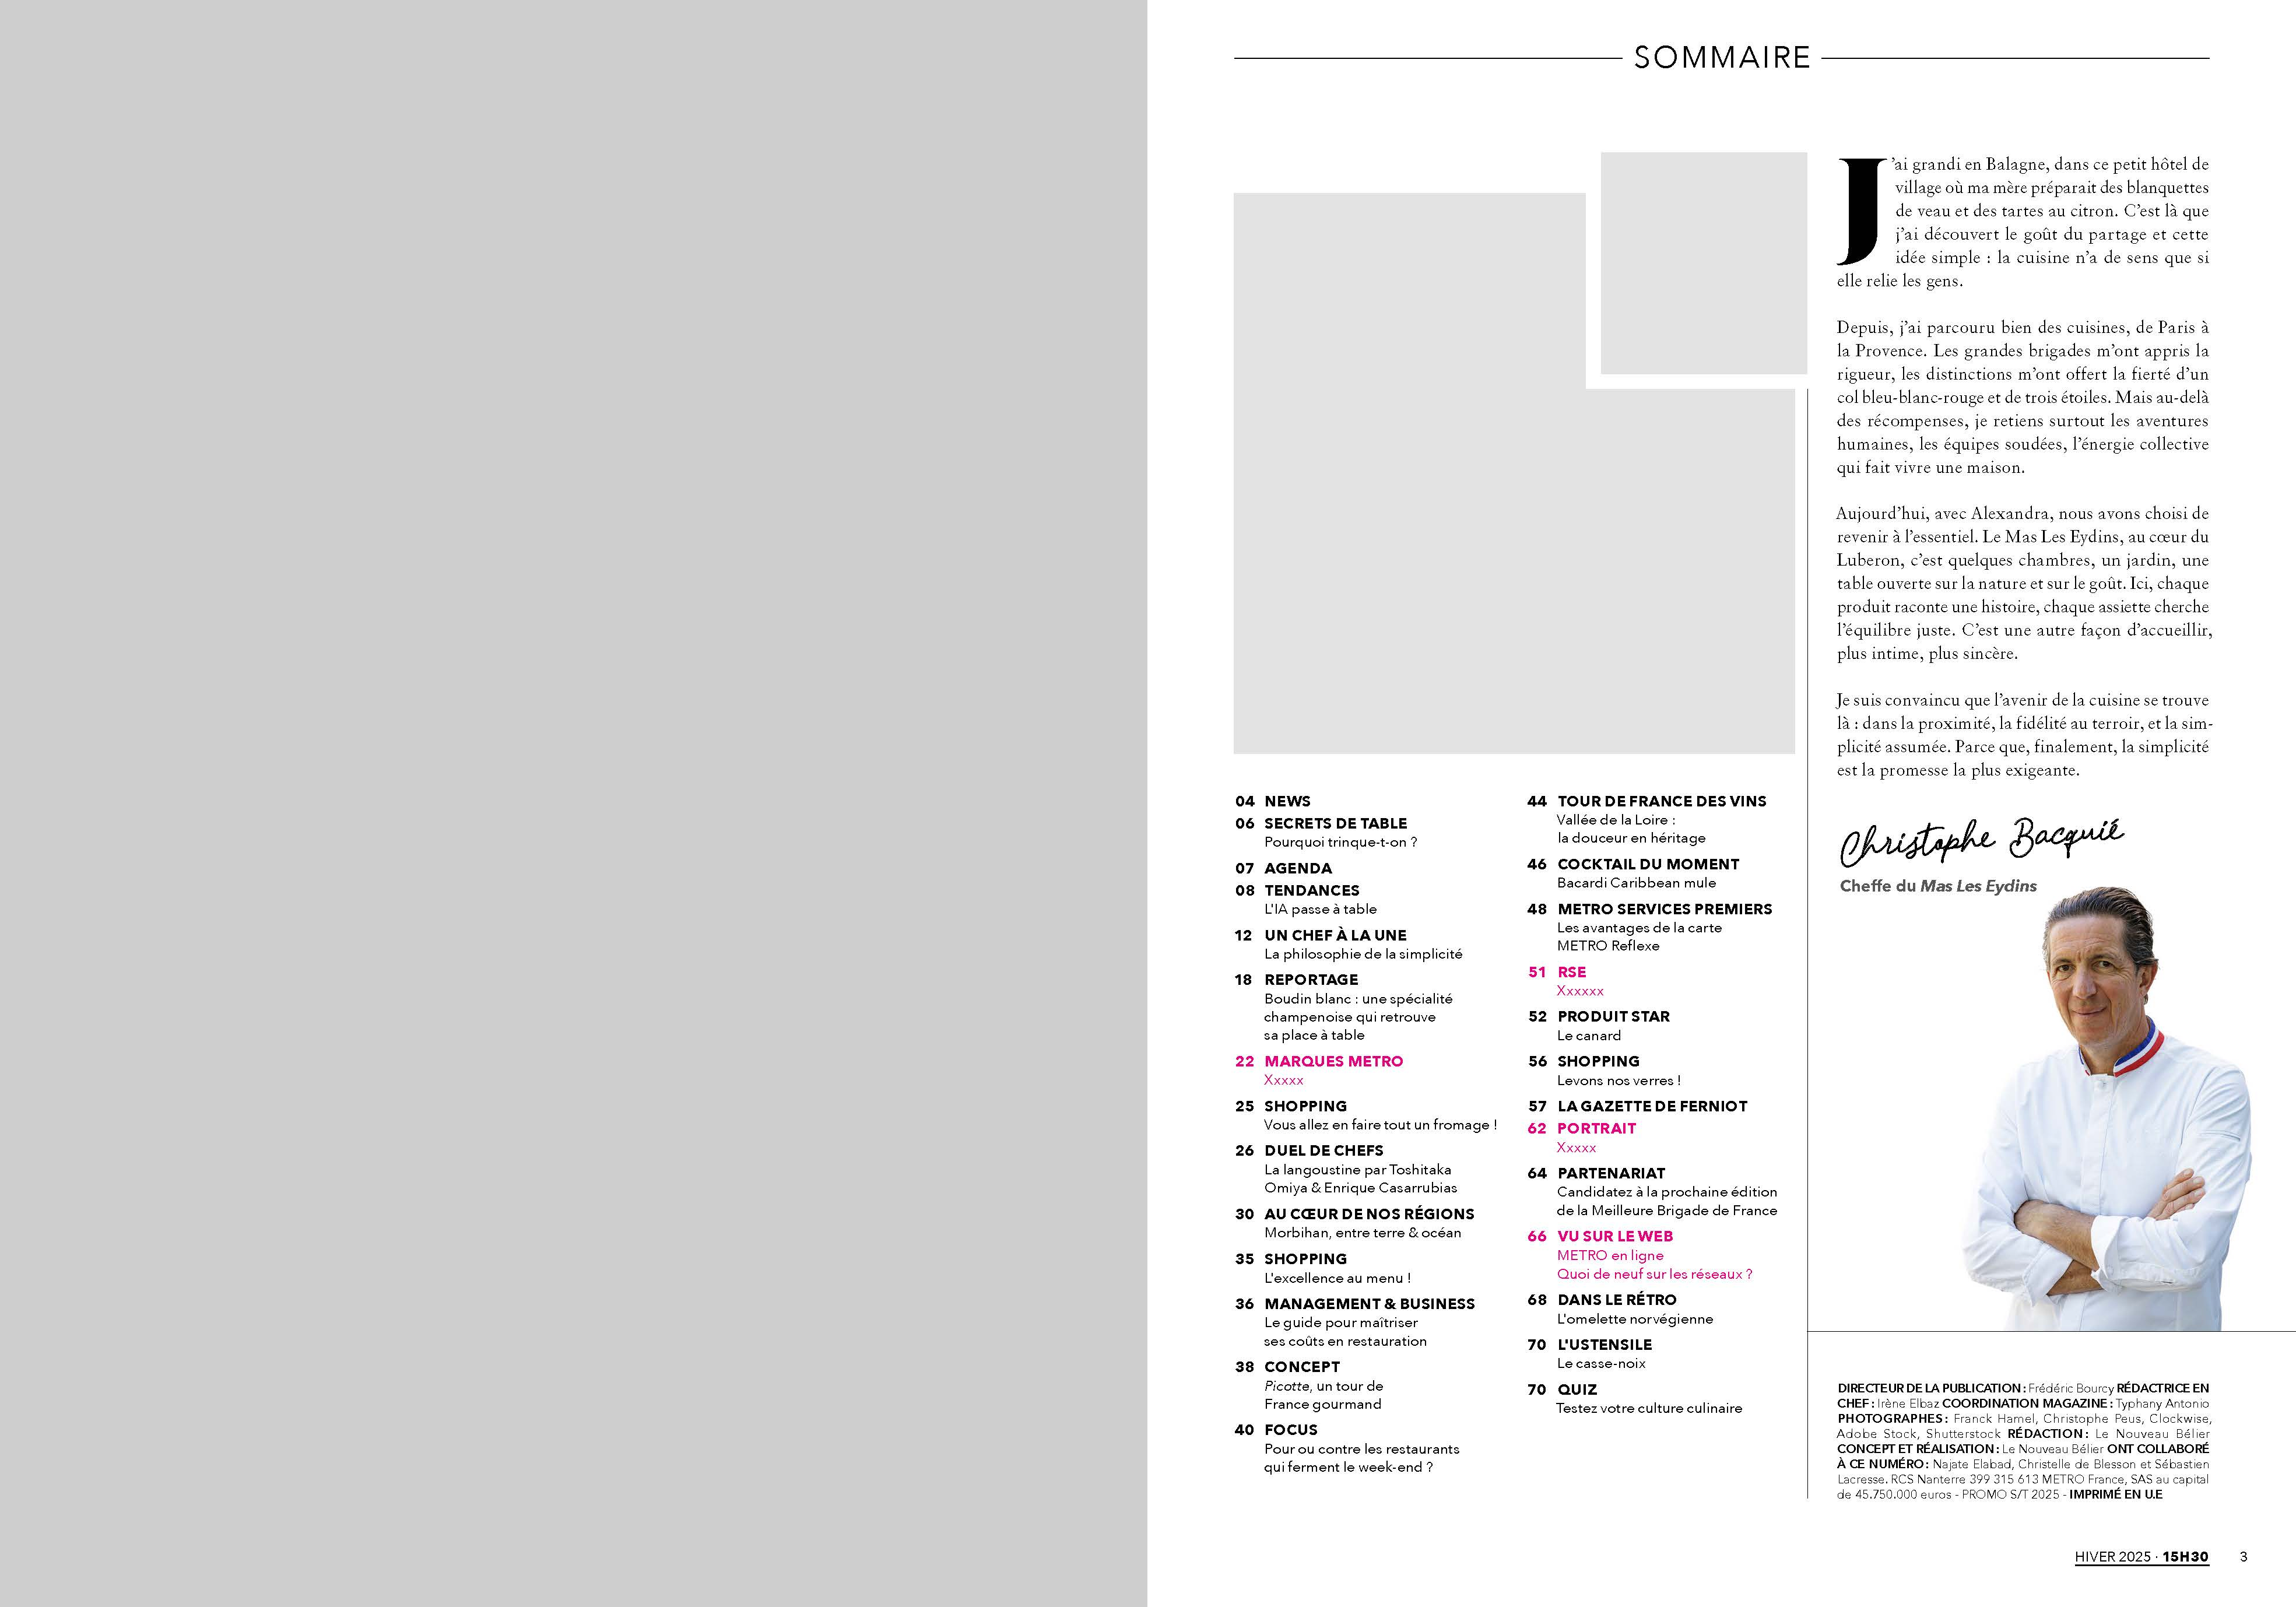 SOMMAIRE
J’ai grandi en Balagne, dans ce petit hôtel de
village où ma mère préparait des blanquettes
de veau et des tartes au citron. C’est là que
j’ai découvert le goût du partage et cette
idée simple : la cuisine n’a de sens que si
elle relie les gens.
Depuis, j’ai parcouru bien des cuisines, de Paris à
la Provence. Les grandes brigades m’ont appris la
rigueur, les distinctions m’ont offert la fierté d’un
col bleu-blanc-rouge et de trois étoiles. Mais au-delà
des récompenses, je retiens surtout les aventures
humaines, les équipes soudées, l’énergie collective
qui fait vivre une maison.
Aujourd’hui, avec Alexandra, nous avons choisi de
revenir à l’essentiel. Le Mas Les Eydins, au cœur du
Luberon, c’est quelques chambres, un jardin, une
table ouverte sur la nature et sur le goût. Ici, chaque
produit raconte une histoire, chaque assiette cherche
l’équilibre juste. C’est une autre façon d’accueillir,
plus intime, plus sincère.
Je suis convaincu que l’avenir de la cuisine se trouve
là : dans la proximité, la fidélité au terroir, et la sim-
plicité assumée. Parce que, finalement, la simplicité
est la promesse la plus exigeante.
Christophe Bacquié
Cheffe du Mas Les Eydins
04 NEWS
06 SECRETS DE TABLE
Pourquoi trinque-t-on ?
07 AGENDA
08 TENDANCES
L'IA passe à table
12 UN CHEF À LA UNE
La philosophie de la simplicité
18 REPORTAGE
Boudin blanc : une spécialité
champenoise qui retrouve
sa place à table
22 MARQUES METRO
Xxxxx
25 SHOPPING
Vous allez en faire tout un fromage !
26 DUEL DE CHEFS
La langoustine par Toshitaka
Omiya & Enrique Casarrubias
30 AU CŒUR DE NOS RÉGIONS
Morbihan, entre terre & océan
35 SHOPPING
L'excellence au menu !
36 MANAGEMENT & BUSINESS
Le guide pour maîtriser
ses coûts en restauration
38 CONCEPT
Picotte, un tour de
France gourmand
40 FOCUS
Pour ou contre les restaurants
qui ferment le week-end ?
44 TOUR DE FRANCE DES VINS
Vallée de la Loire :
la douceur en héritage
46 COCKTAIL DU MOMENT
Bacardi Caribbean mule
48 METRO SERVICES PREMIERS
Les avantages de la carte
METRO Reflexe
51 RSE
Xxxxxx
52 PRODUIT STAR
Le canard
56 SHOPPING
Levons nos verres !
57 LA GAZETTE DE FERNIOT
62 PORTRAIT
Xxxxx
64 PARTENARIAT
Candidatez à la prochaine édition
de la Meilleure Brigade de France
66 VU SUR LE WEB
METRO en ligne
Quoi de neuf sur les réseaux ?
68 DANS LE RÉTRO
L'omelette norvégienne
70 L'USTENSILE
Le casse-noix
70 QUIZ
Testez votre culture culinaire
DIRECTEUR DE LA PUBLICATION : Frédéric Bourcy RÉDACTRICE EN
CHEF : Irène Elbaz COORDINATION MAGAZINE : Typhany Antonio
PHOTOGRAPHES : Franck Hamel, Christophe Peus, Clockwise,
Adobe Stock, Shutterstock RÉDACTION : Le Nouveau Bélier
CONCEPT ET RÉALISATION : Le Nouveau Bélier ONT COLLABORÉ
À CE NUMÉRO : Najate Elabad, Christelle de Blesson et Sébastien
Lacresse. RCS Nanterre 399 315 613 METRO France, SAS au capital
de 45.750.000 euros - PROMO S/T 2025 - IMPRIMÉ EN U.E
HIVER 2025 · 15H30 3